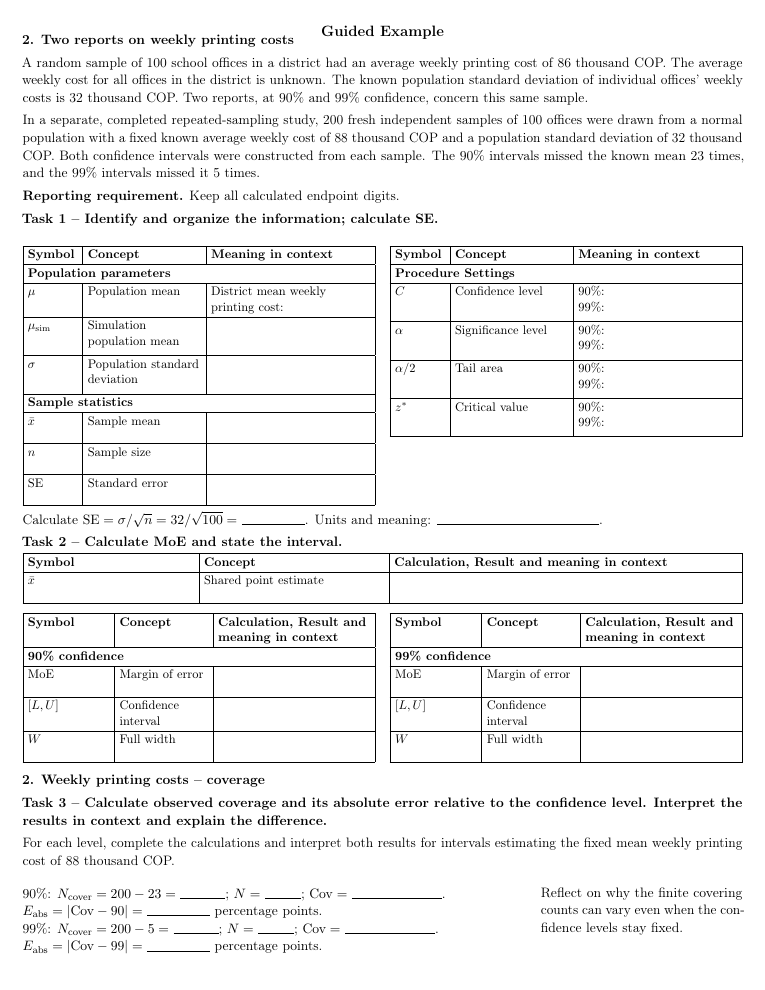 Guided Example
2. Two reports on weekly printing costs
A random sample of 100 school offices in a district had an average weekly printing cost of 86 thousand COP. The average
weekly cost for all offices in the district is unknown. The known population standard deviation of individual offices' weekly
costs is 32 thousand COP. Two reports, at 90% and 99% confidence, concern this same sample.
In a separate, completed repeated-sampling study, 200 fresh independent samples of 100 offices were drawn from a normal
population with a fixed known average weekly cost of 88 thousand COP and a population standard deviation of 32 thousand
COP. Both confidence intervals were constructed from each sample. The 90% intervals missed the known mean 23 times,
and the 99% intervals missed it 5 times.
Reporting requirement. Keep all calculated endpoint digits.
Task 1 – Identify and organize the information; calculate SE.
Symbol Concept Meaning in context
Population parameters
μ Population mean District mean weekly
printing cost:
μsim Simulation
population mean
σ Population standard
deviation
Sample statistics
x̄ Sample mean
n Sample size
SE Standard error
Symbol Concept Meaning in context
Procedure Settings
C Confidence level 90%:
99%:
α Significance level 90%:
99%:
α/2 Tail area 90%:
99%:
z* Critical value 90%:
99%:
Calculate SE = σ/√n = 32/√100 = ______. Units and meaning: ______.
Task 2 – Calculate MoE and state the interval.
Symbol Concept Calculation, Result and meaning in context
x̄ Shared point estimate
Symbol Concept Calculation, Result and
meaning in context
90% confidence
MoE Margin of error
[L, U] Confidence
interval
W Full width
Symbol Concept Calculation, Result and
meaning in context
99% confidence
MoE Margin of error
[L, U] Confidence
interval
W Full width
2. Weekly printing costs – coverage
Task 3 – Calculate observed coverage and its absolute error relative to the confidence level. Interpret the
results in context and explain the difference.
For each level, complete the calculations and interpret both results for intervals estimating the fixed mean weekly printing
cost of 88 thousand COP.
90%: Ncover = 200 − 23 = ______; N = ______; Cov = ______.
Eabs = |Cov − 90| = ______ percentage points.
99%: Ncover = 200 − 5 = ______; N = ______; Cov = ______.
Eabs = |Cov − 99| = ______ percentage points.
Reflect on why the finite covering
counts can vary even when the con-
fidence levels stay fixed.